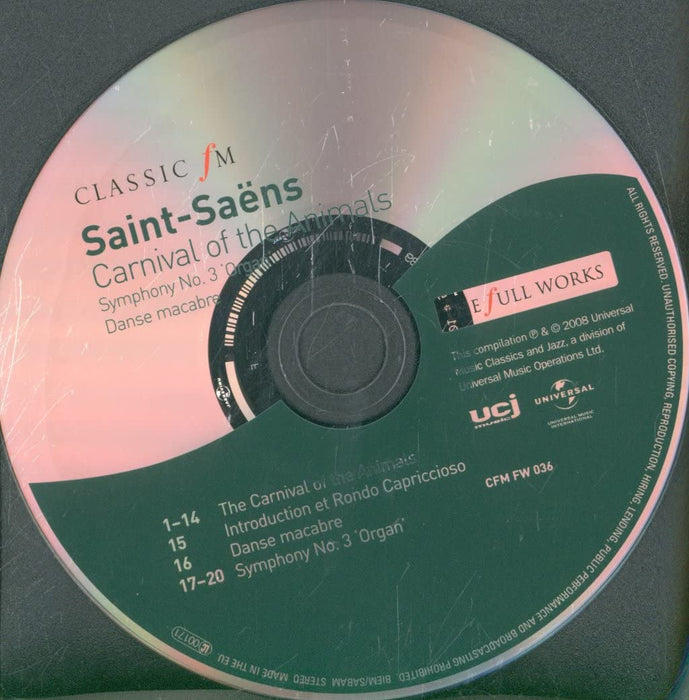 CLASSIC fM
Saint-Saëns
Carnival of the Animals
Symphony No. 3 'Organ'
Danse macabre
E fULL WORKS
This compilation ℗ & © 2008 Universal
Music Classics and Jazz, a division of
Universal Music Operations Ltd.
ucj
music
UNIVERSAL
UNIVERSAL MUSIC
INTERNATIONAL
CFM FW 036
1–14 The Carnival of the Animals
15 Introduction et Rondo Capriccioso
16 Danse macabre
17–20 Symphony No. 3 'Organ'
ALL RIGHTS RESERVED. UNAUTHORISED COPYING, REPRODUCTION, HIRING, LENDING, PUBLIC PERFORMANCE AND BROADCASTING PROHIBITED. BIEM/SABAM STEREO MADE IN THE EU
LC 00171